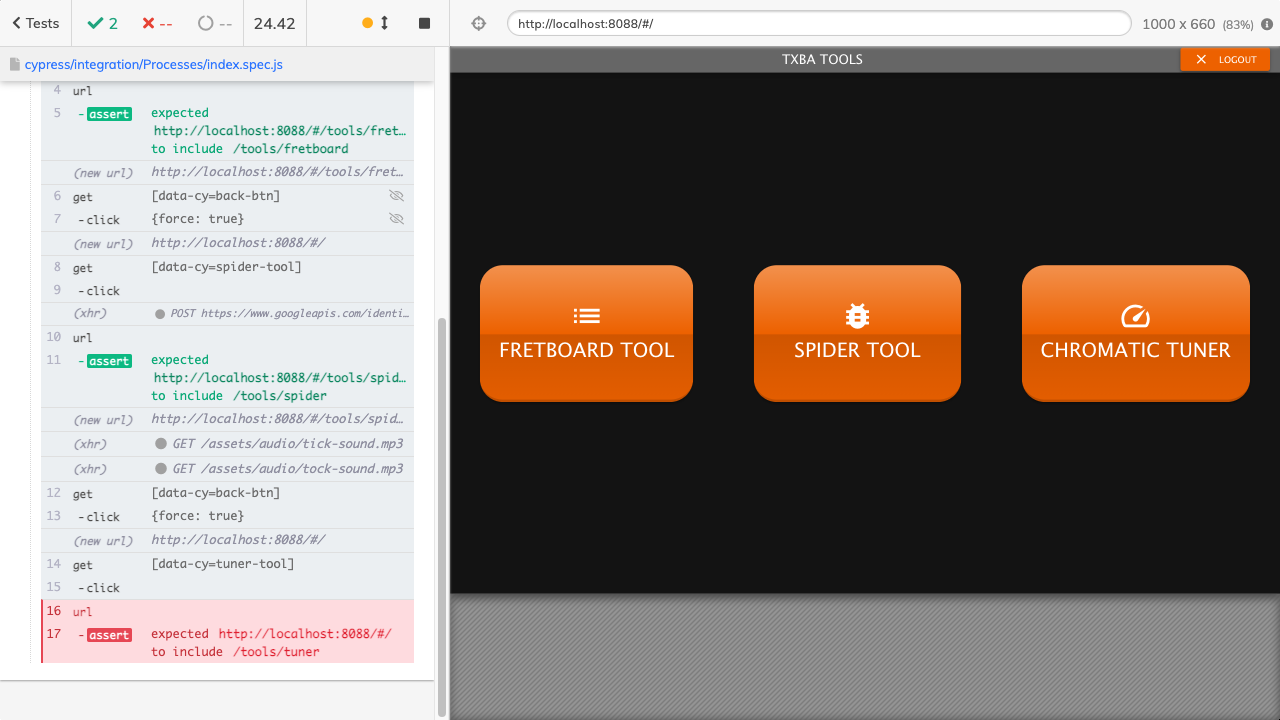 Tests
2
--
--
24.42
http://localhost:8088/#/
1000 x 660 (83%)
cypress/integration/Processes/index.spec.js
4 url
5 -assert expected
http://localhost:8088/#/tools/fret…
to include /tools/fretboard
(new url) http://localhost:8088/#/tools/fret…
6 get [data-cy=back-btn]
7 -click {force: true}
(new url) http://localhost:8088/#/
8 get [data-cy=spider-tool]
9 -click
(xhr) POST https://www.googleapis.com/identi…
10 url
11 -assert expected
http://localhost:8088/#/tools/spid…
to include /tools/spider
(new url) http://localhost:8088/#/tools/spid…
(xhr) GET /assets/audio/tick-sound.mp3
(xhr) GET /assets/audio/tock-sound.mp3
12 get [data-cy=back-btn]
13 -click {force: true}
(new url) http://localhost:8088/#/
14 get [data-cy=tuner-tool]
15 -click
16 url
17 -assert expected http://localhost:8088/#/
to include /tools/tuner
TXBA TOOLS
LOGOUT
FRETBOARD TOOL
SPIDER TOOL
CHROMATIC TUNER